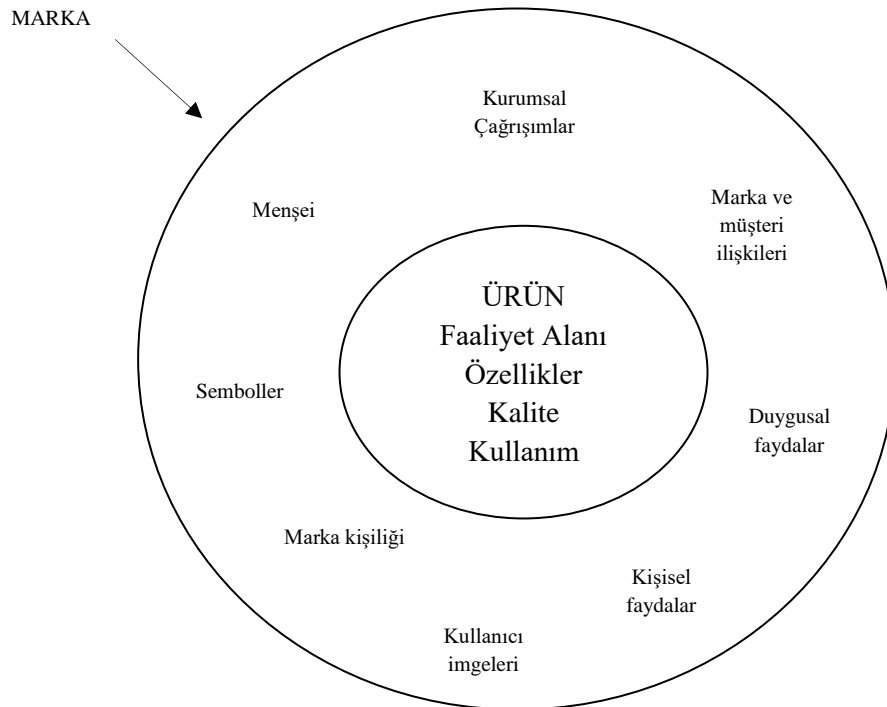 MARKA
Kurumsal
Çağrışımlar
Menşei
Marka ve
müşteri
ilişkileri
ÜRÜN
Faaliyet Alanı
Özellikler
Kalite
Kullanım
Semboller
Duygusal
faydalar
Marka kişiliği
Kişisel
faydalar
Kullanıcı
imgeleri